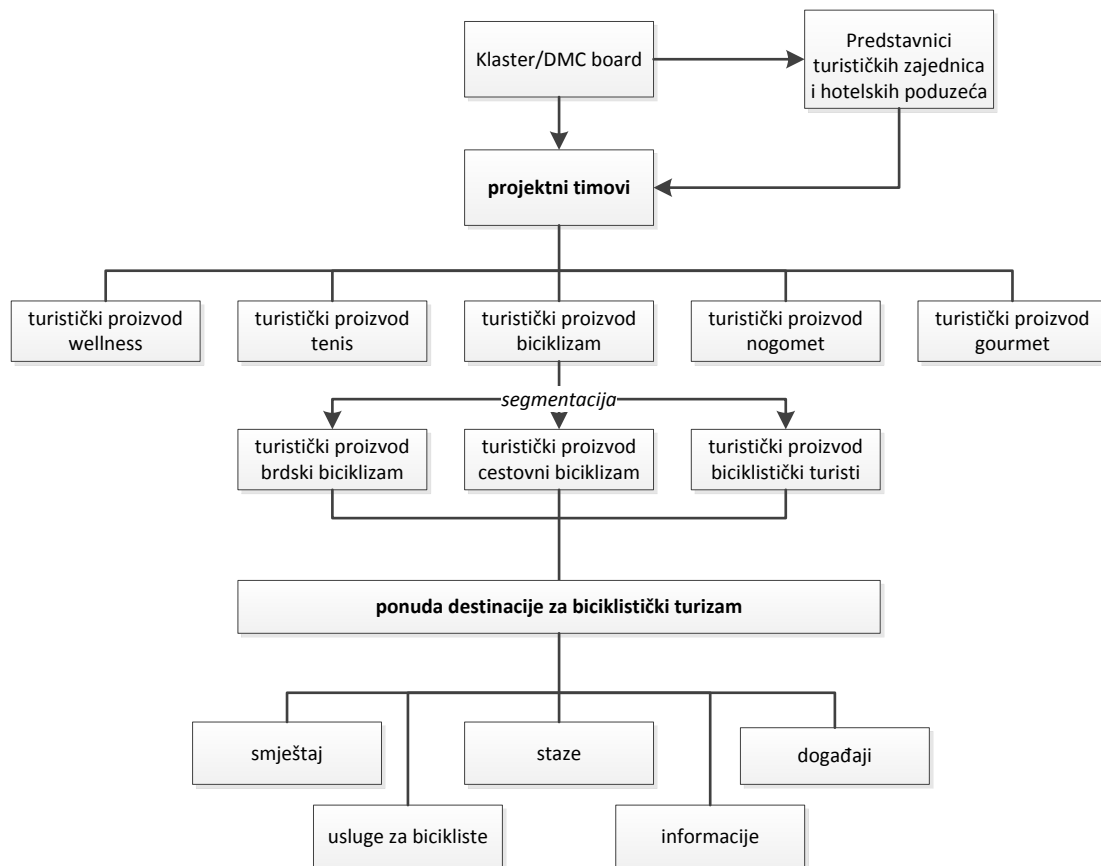 Klaster/DMC board
Predstavnici
turističkih zajednica
i hotelskih poduzeća
projektni timovi
turistički proizvod
wellness
turistički proizvod
tenis
turistički proizvod
biciklizam
turistički proizvod
nogomet
turistički proizvod
gourmet
segmentacija
turistički proizvod
brdski biciklizam
turistički proizvod
cestovni biciklizam
turistički proizvod
biciklistički turisti
ponuda destinacije za biciklistički turizam
smještaj
staze
događaji
usluge za bicikliste
informacije